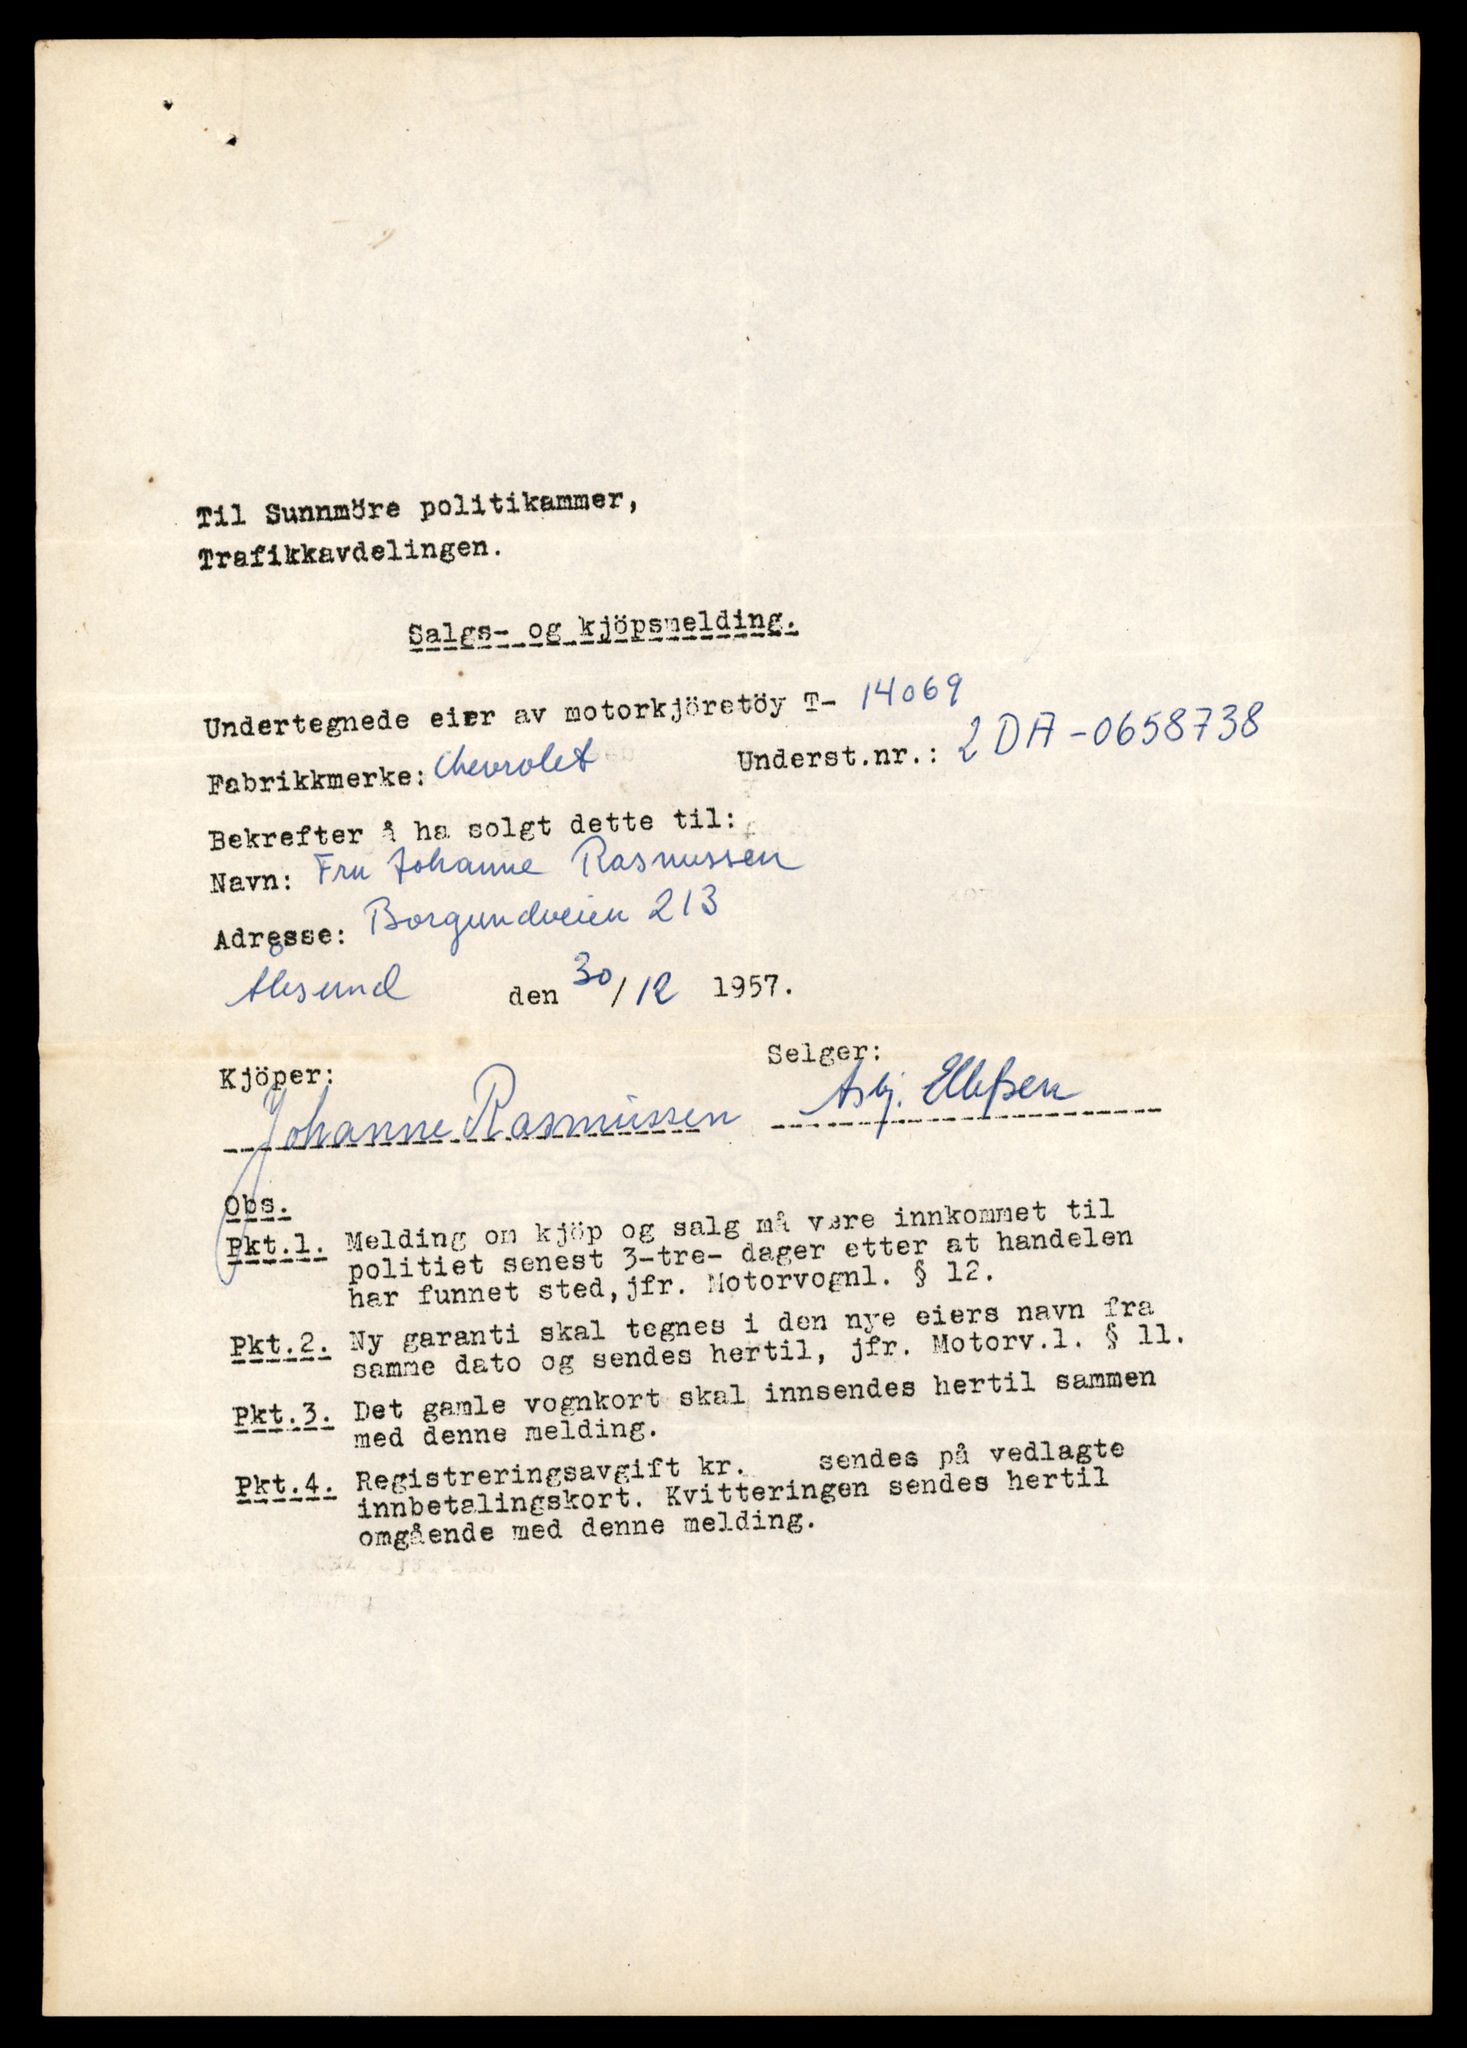 Til Sunnmöre politikammer,
Trafikkavdelingen.
Salgs- og kjöpsmelding.
Undertegnede eier av motorkjöretöy T- 14069
Fabrikkmerke: Chevrolet Underst.nr.: 2DA-0658738
Bekrefter å ha solgt dette til:
Navn: Fru Johanne Rasmussen
Adresse: Borgundveien 213
Ålesund den 30/12 1957.
Kjöper: Selger:
Johanne Rasmussen Asbj. Ellefsen
Obs.
Pkt.1. Melding om kjöp og salg må være innkommet til
politiet senest 3-tre- dager etter at handelen
har funnet sted, jfr. Motorvognl. § 12.
Pkt.2. Ny garanti skal tegnes i den nye eiers navn fra
samme dato og sendes hertil, jfr. Motorv.l. § 11.
Pkt.3. Det gamle vognkort skal innsendes hertil sammen
med denne melding.
Pkt.4. Registreringsavgift kr. sendes på vedlagte
innbetalingskort. Kvitteringen sendes hertil
omgående med denne melding.